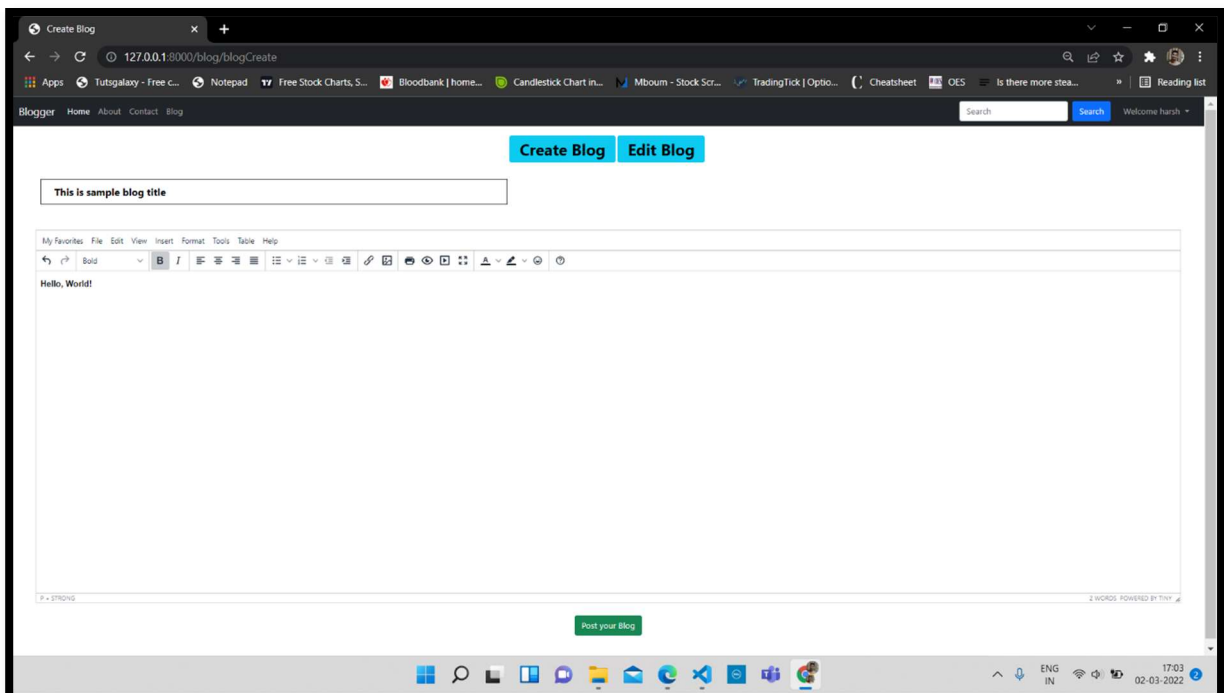 Create Blog
127.0.0.1:8000/blog/blogCreate
Apps Tutsgalaxy - Free c... Notepad Free Stock Charts, S... Bloodbank | home... Candlestick Chart in... Mboum - Stock Scr... TradingTick | Optio... Cheatsheet OES Is there more stea... » Reading list
Blogger Home About Contact Blog Search Search Welcome harsh
Create Blog Edit Blog
This is sample blog title
My Favorites File Edit View Insert Format Tools Table Help
Bold B I A
Hello, World!
P » STRONG 2 WORDS POWERED BY TINY
Post your Blog
ENG 17:03
IN 02-03-2022 2